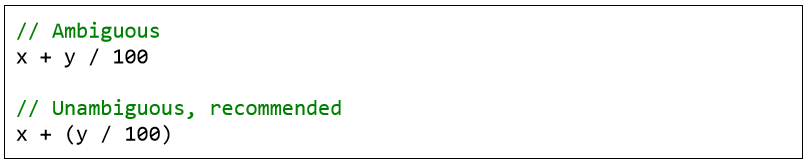 // Ambiguous
x + y / 100
// Unambiguous, recommended
x + (y / 100)